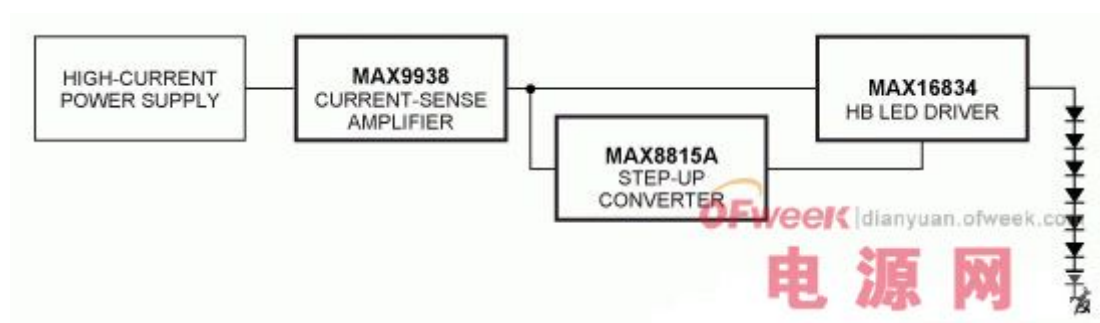 HIGH-CURRENT
POWER SUPPLY
MAX9938
CURRENT-SENSE
AMPLIFIER
MAX8815A
STEP-UP
CONVERTER
MAX16834
HB LED DRIVER
OFweek dianyuan.ofweek.com
电源网